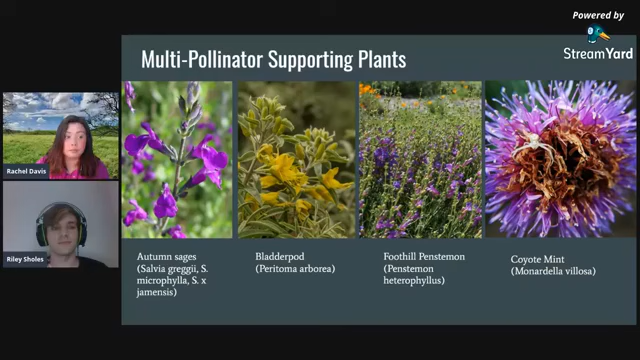 Powered by
StreamYard
Multi-Pollinator Supporting Plants
Rachel Davis
Riley Sholes
Autumn sages
(Salvia greggii, S.
microphylla, S. x
jamensis)
Bladderpod
(Peritoma arborea)
Foothill Penstemon
(Penstemon
heterophyllus)
Coyote Mint
(Monardella villosa)